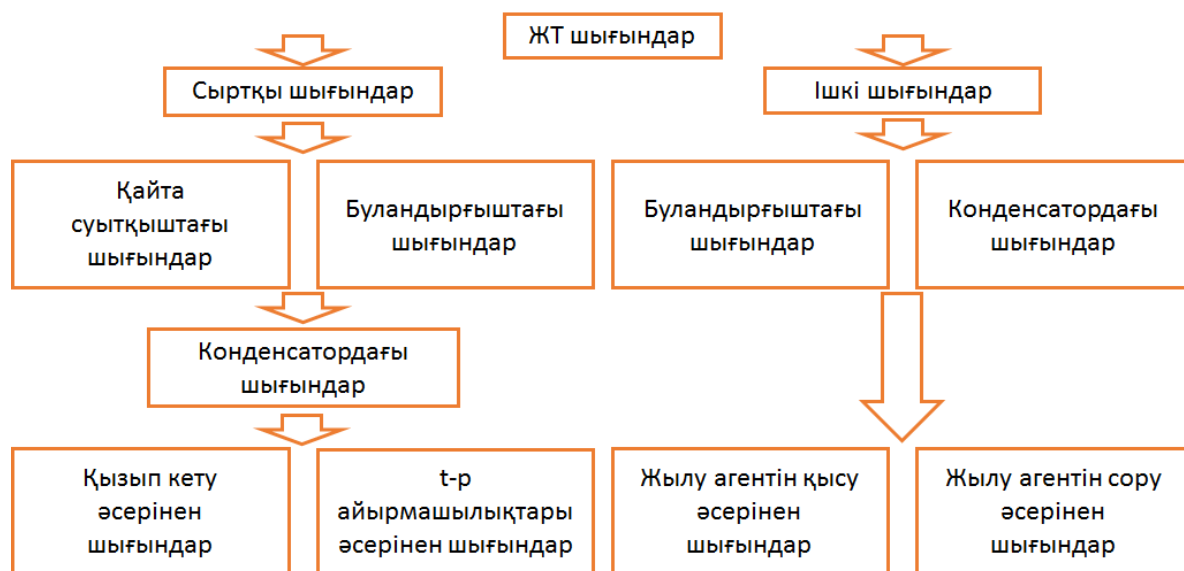 ЖТ шығындар
Сыртқы шығындар
Ішкі шығындар
Қайта
суытқыштағы
шығындар
Буландырғыштағы
шығындар
Буландырғыштағы
шығындар
Конденсатордағы
шығындар
Конденсатордағы
шығындар
Қызып кету
әсерінен
шығындар
t-р
айырмашылықтары
әсерінен шығындар
Жылу агентін қысу
әсерінен
шығындар
Жылу агентін сору
әсерінен
шығындар